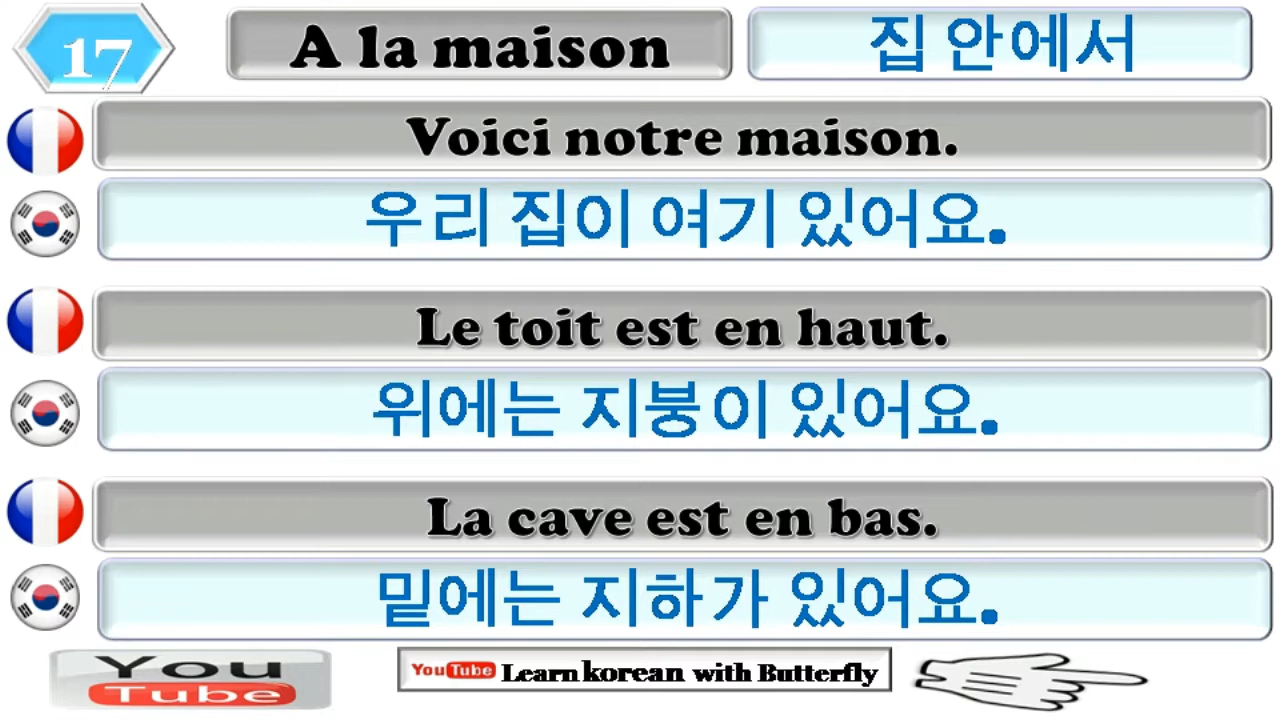 17
A la maison
집 안에서
Voici notre maison.
우리 집이 여기 있어요.
Le toit est en haut.
위에는 지붕이 있어요.
La cave est en bas.
밑에는 지하가 있어요.
You
Tube
YouTube Learn korean with Butterfly